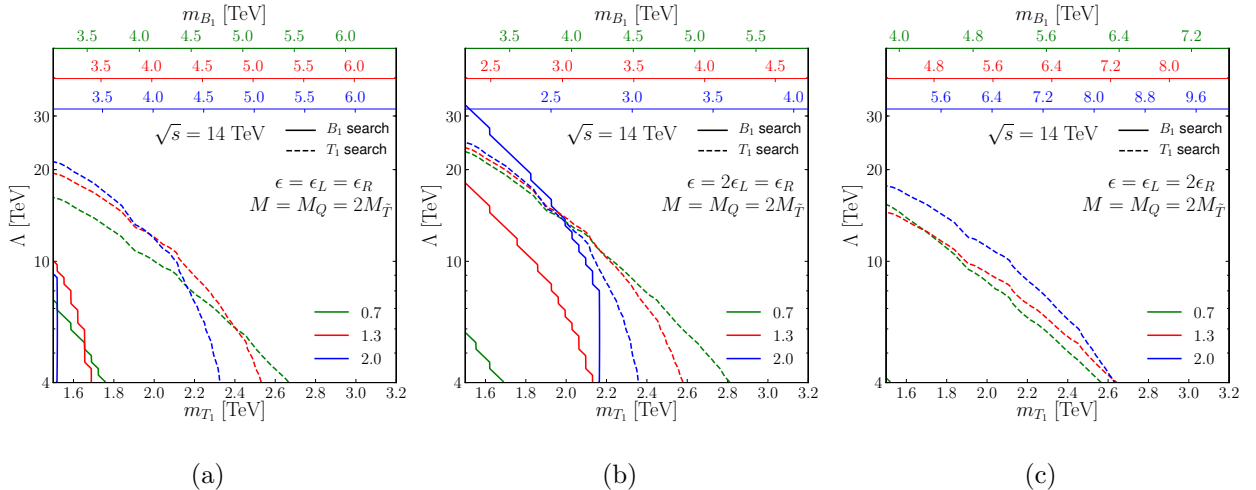 m_{B_1} [TeV]
3.5 4.0 4.5 5.0 5.5 6.0
3.5 4.0 4.5 5.0 5.5 6.0
3.5 4.0 4.5 5.0 5.5 6.0
√s = 14 TeV
B_1 search
T_1 search
ϵ = ϵ_L = ϵ_R
M = M_Q = 2M_{T̃}
0.7
1.3
2.0
Λ [TeV]
30
20
10
4
1.6 1.8 2.0 2.2 2.4 2.6 2.8 3.0 3.2
m_{T_1} [TeV]
(a)
m_{B_1} [TeV]
3.5 4.0 4.5 5.0 5.5
2.5 3.0 3.5 4.0 4.5
2.5 3.0 3.5 4.0
√s = 14 TeV
B_1 search
T_1 search
ϵ = 2ϵ_L = ϵ_R
M = M_Q = 2M_{T̃}
0.7
1.3
2.0
Λ [TeV]
30
20
10
4
1.6 1.8 2.0 2.2 2.4 2.6 2.8 3.0 3.2
m_{T_1} [TeV]
(b)
m_{B_1} [TeV]
4.0 4.8 5.6 6.4 7.2
4.8 5.6 6.4 7.2 8.0
5.6 6.4 7.2 8.0 8.8 9.6
√s = 14 TeV
B_1 search
T_1 search
ϵ = ϵ_L = 2ϵ_R
M = M_Q = 2M_{T̃}
0.7
1.3
2.0
Λ [TeV]
30
20
10
4
1.6 1.8 2.0 2.2 2.4 2.6 2.8 3.0 3.2
m_{T_1} [TeV]
(c)